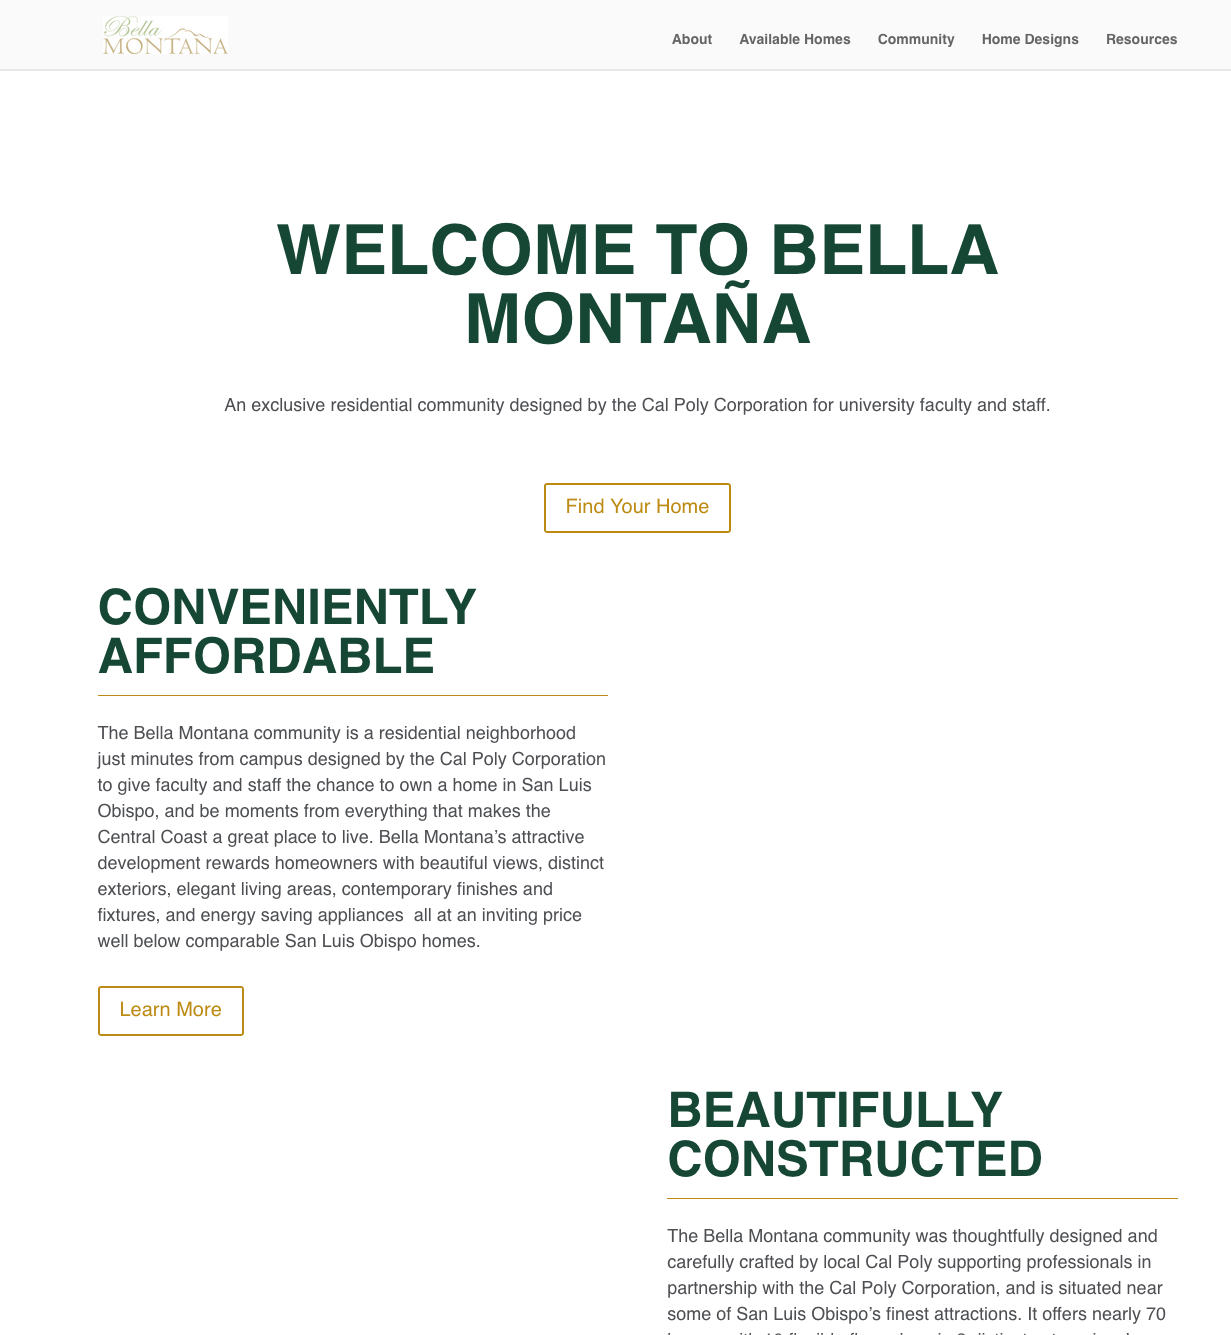 Bella
MONTANA
About Available Homes Community Home Designs Resources
WELCOME TO BELLA
MONTAÑA
An exclusive residential community designed by the Cal Poly Corporation for university faculty and staff.
Find Your Home
CONVENIENTLY
AFFORDABLE
The Bella Montana community is a residential neighborhood
just minutes from campus designed by the Cal Poly Corporation
to give faculty and staff the chance to own a home in San Luis
Obispo, and be moments from everything that makes the
Central Coast a great place to live. Bella Montana’s attractive
development rewards homeowners with beautiful views, distinct
exteriors, elegant living areas, contemporary finishes and
fixtures, and energy saving appliances  all at an inviting price
well below comparable San Luis Obispo homes.
Learn More
BEAUTIFULLY
CONSTRUCTED
The Bella Montana community was thoughtfully designed and
carefully crafted by local Cal Poly supporting professionals in
partnership with the Cal Poly Corporation, and is situated near
some of San Luis Obispo’s finest attractions. It offers nearly 70